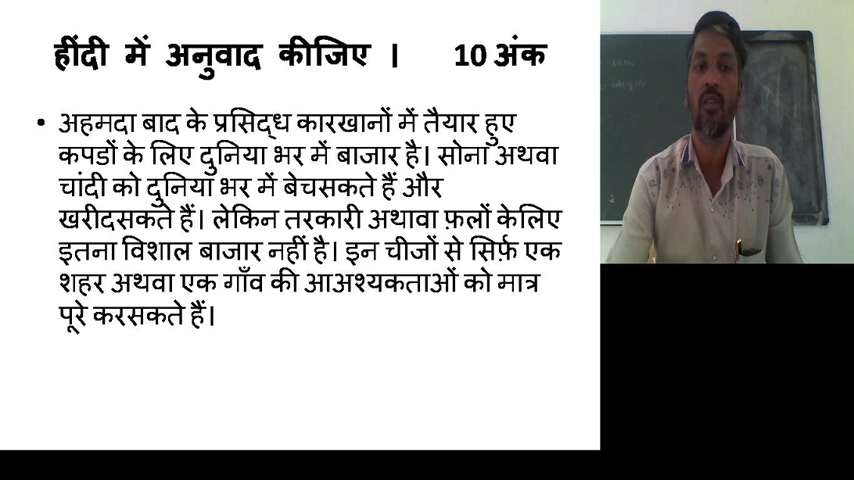 हींदी में अनुवाद कीजिए । 10 अंक
• अहमदा बाद के प्रसिद्ध कारखानों में तैयार हुए
कपडों के लिए दुनिया भर में बाजार है। सोना अथवा
चांदी को दुनिया भर में बेचसकते हैं और
खरीदसकते हैं। लेकिन तरकारी अथावा फ़लों केलिए
इतना विशाल बाजार नहीं है। इन चीजों से सिर्फ़ एक
शहर अथवा एक गाँव की आअश्यकताओं को मात्र
पूरे करसकते हैं।